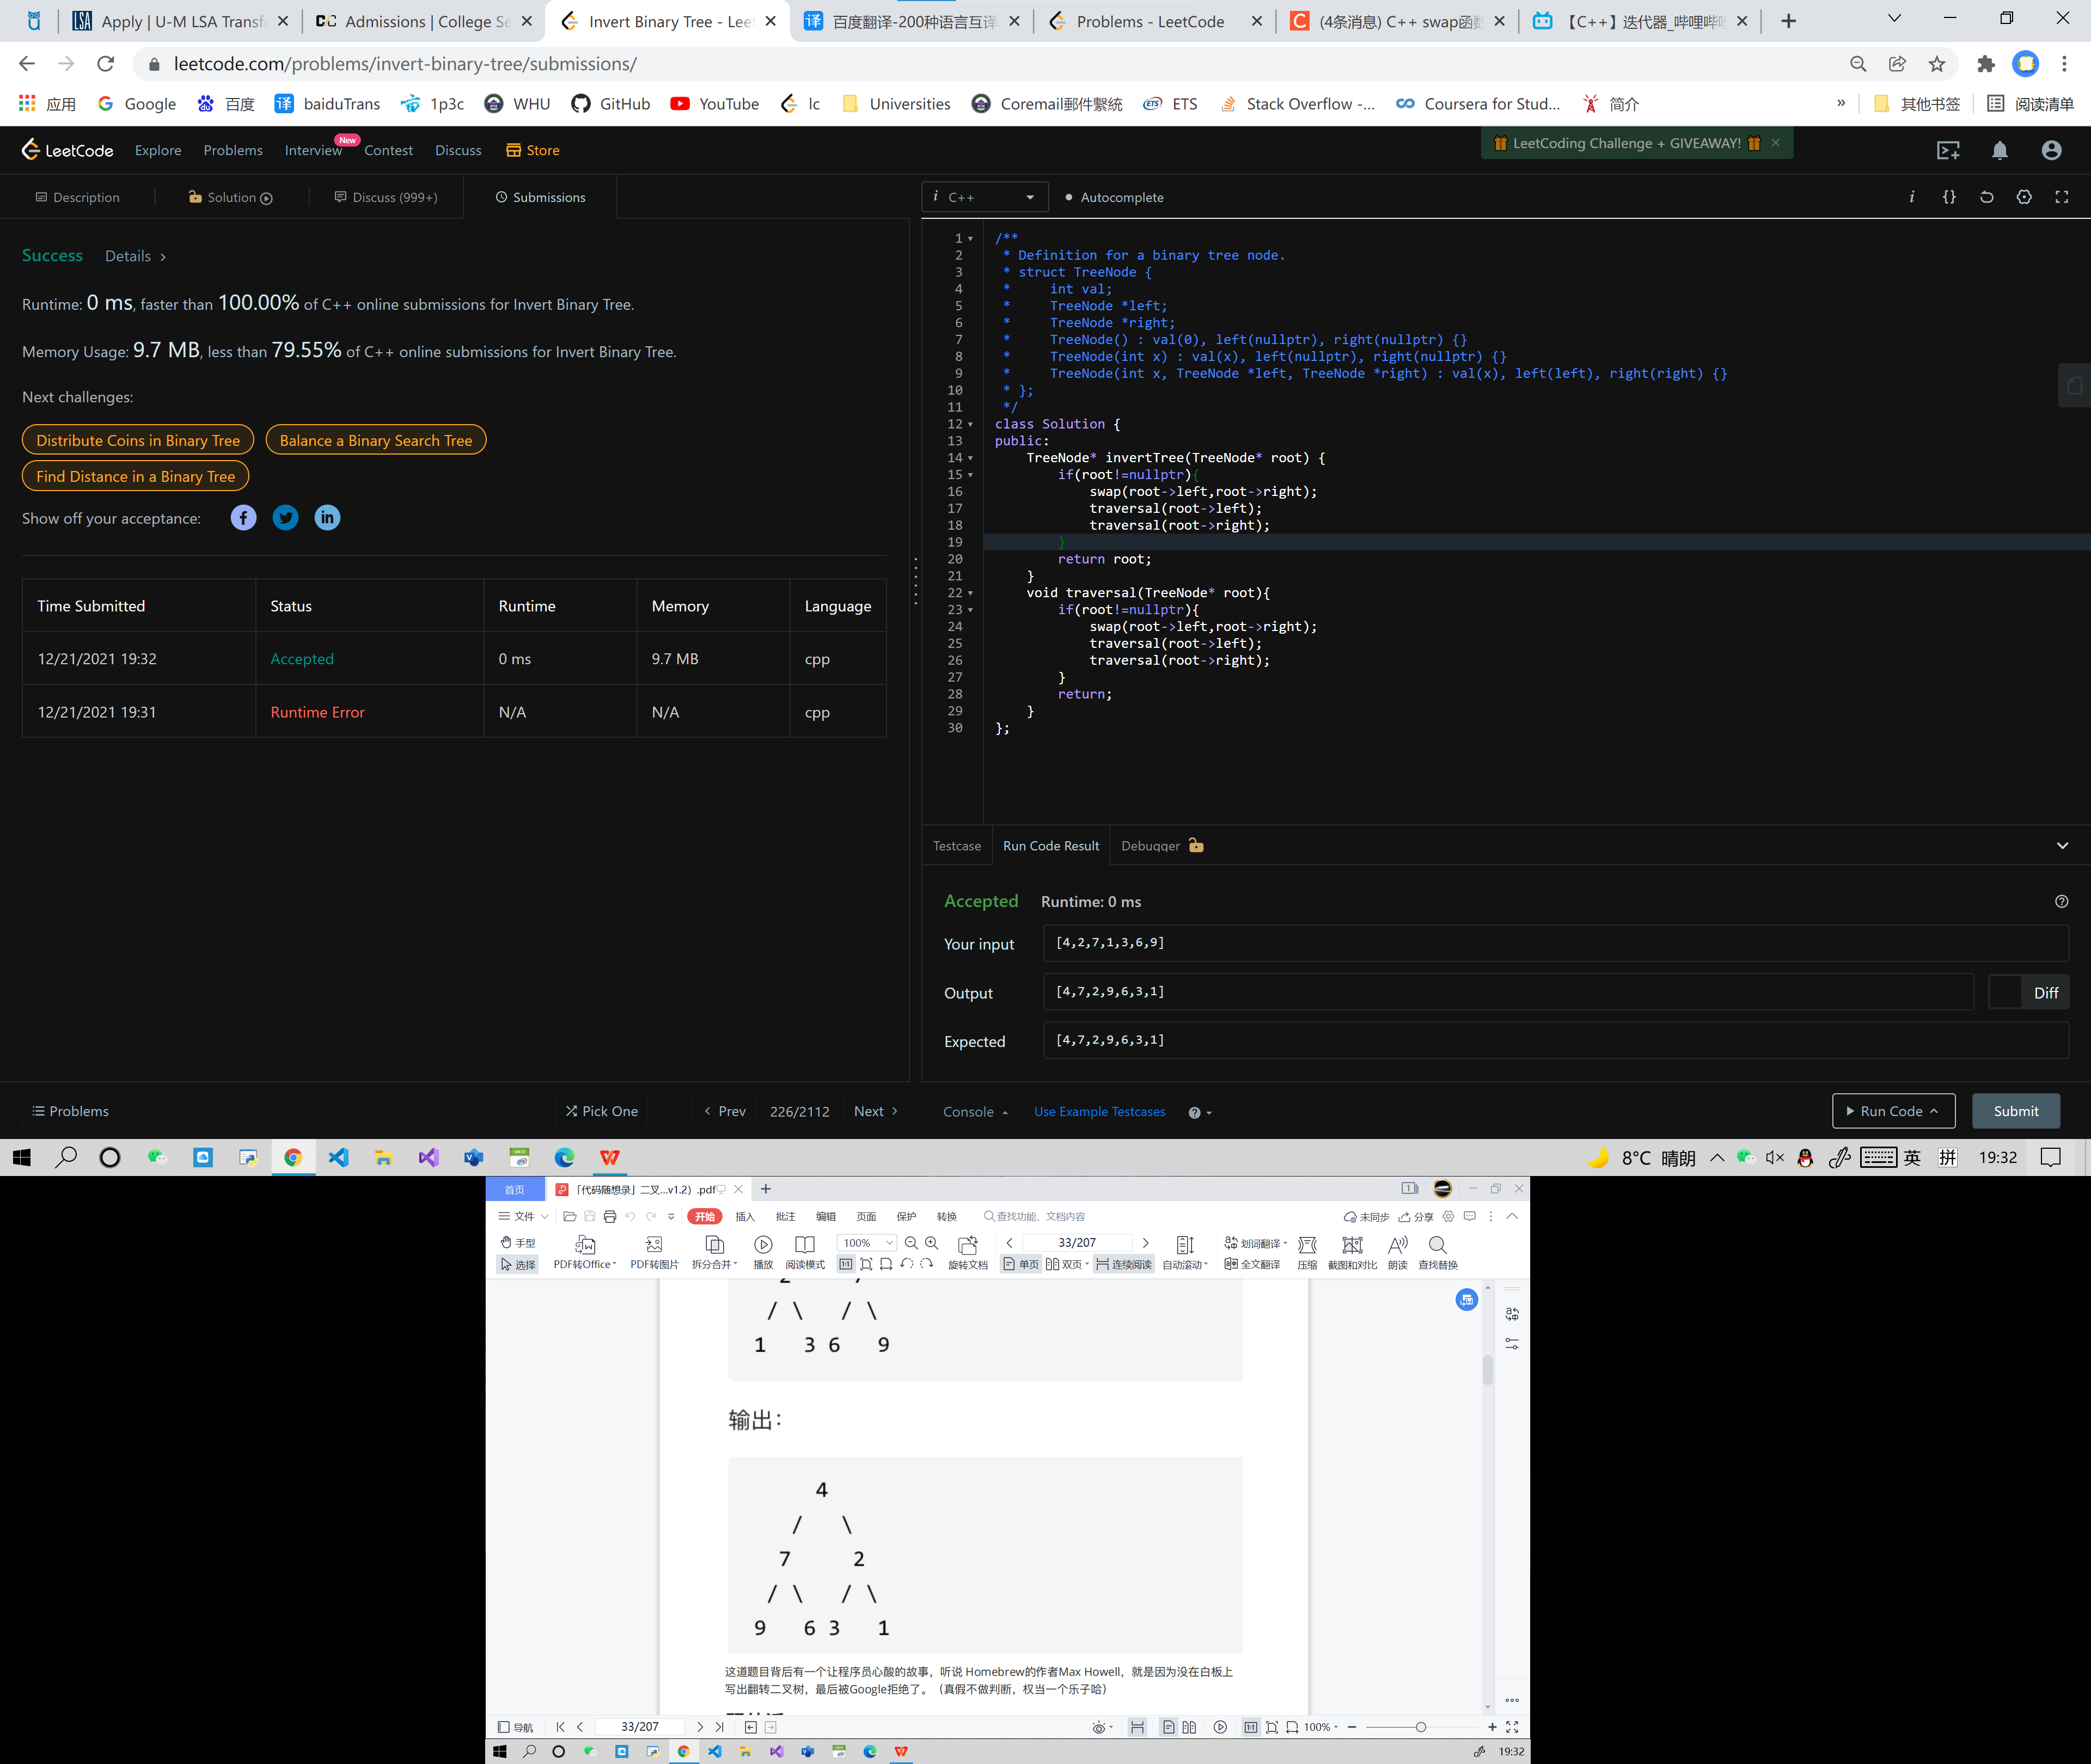 Apply | U-M LSA Transf
Admissions | College Se
Invert Binary Tree - Lee
百度翻译-200种语言互译
Problems - LeetCode
(4条消息) C++ swap函数
【C++】迭代器_哔哩哔哩
leetcode.com/problems/invert-binary-tree/submissions/
应用 Google 百度 baiduTrans 1p3c WHU GitHub YouTube lc Universities Coremail郵件繫統 ETS Stack Overflow -... Coursera for Stud... 简介 » 其他书签 阅读清单
LeetCode Explore Problems Interview New Contest Discuss Store LeetCoding Challenge + GIVEAWAY!
Description Solution Discuss (999+) Submissions
i C++ Autocomplete
Success Details >
Runtime: 0 ms, faster than 100.00% of C++ online submissions for Invert Binary Tree.
Memory Usage: 9.7 MB, less than 79.55% of C++ online submissions for Invert Binary Tree.
Next challenges:
Distribute Coins in Binary Tree Balance a Binary Search Tree
Find Distance in a Binary Tree
Show off your acceptance:
Time Submitted Status Runtime Memory Language
12/21/2021 19:32 Accepted 0 ms 9.7 MB cpp
12/21/2021 19:31 Runtime Error N/A N/A cpp
1 /**
2 * Definition for a binary tree node.
3 * struct TreeNode {
4 * int val;
5 * TreeNode *left;
6 * TreeNode *right;
7 * TreeNode() : val(0), left(nullptr), right(nullptr) {}
8 * TreeNode(int x) : val(x), left(nullptr), right(nullptr) {}
9 * TreeNode(int x, TreeNode *left, TreeNode *right) : val(x), left(left), right(right) {}
10 * };
11 */
12 class Solution {
13 public:
14 TreeNode* invertTree(TreeNode* root) {
15 if(root!=nullptr){
16 swap(root->left,root->right);
17 traversal(root->left);
18 traversal(root->right);
19 }
20 return root;
21 }
22 void traversal(TreeNode* root){
23 if(root!=nullptr){
24 swap(root->left,root->right);
25 traversal(root->left);
26 traversal(root->right);
27 }
28 return;
29 }
30 };
Testcase Run Code Result Debugger
Accepted Runtime: 0 ms
Your input [4,2,7,1,3,6,9]
Output [4,7,2,9,6,3,1] Diff
Expected [4,7,2,9,6,3,1]
Problems Pick One < Prev 226/2112 Next >
Console Use Example Testcases Run Code Submit
8°C 晴朗 英 拼 19:32
首页 「代码随想录」二叉...v1.2）.pdf
文件 开始 插入 批注 编辑 页面 保护 转换 查找功能、文档内容 未同步 分享
手型 100% 33/207 划词翻译
选择 PDF转Office PDF转图片 拆分合并 播放 阅读模式 旋转文档 单页 双页 连续阅读 自动滚动 全文翻译 压缩 截图和对比 朗读 查找替换
/ \ / \
1 3 6 9
输出：
4
/ \
7 2
/ \ / \
9 6 3 1
这道题目背后有一个让程序员心酸的故事，听说 Homebrew的作者Max Howell，就是因为没在白板上
写出翻转二叉树，最后被Google拒绝了。（真假不做判断，权当一个乐子哈）
导航 33/207 100%
19:32